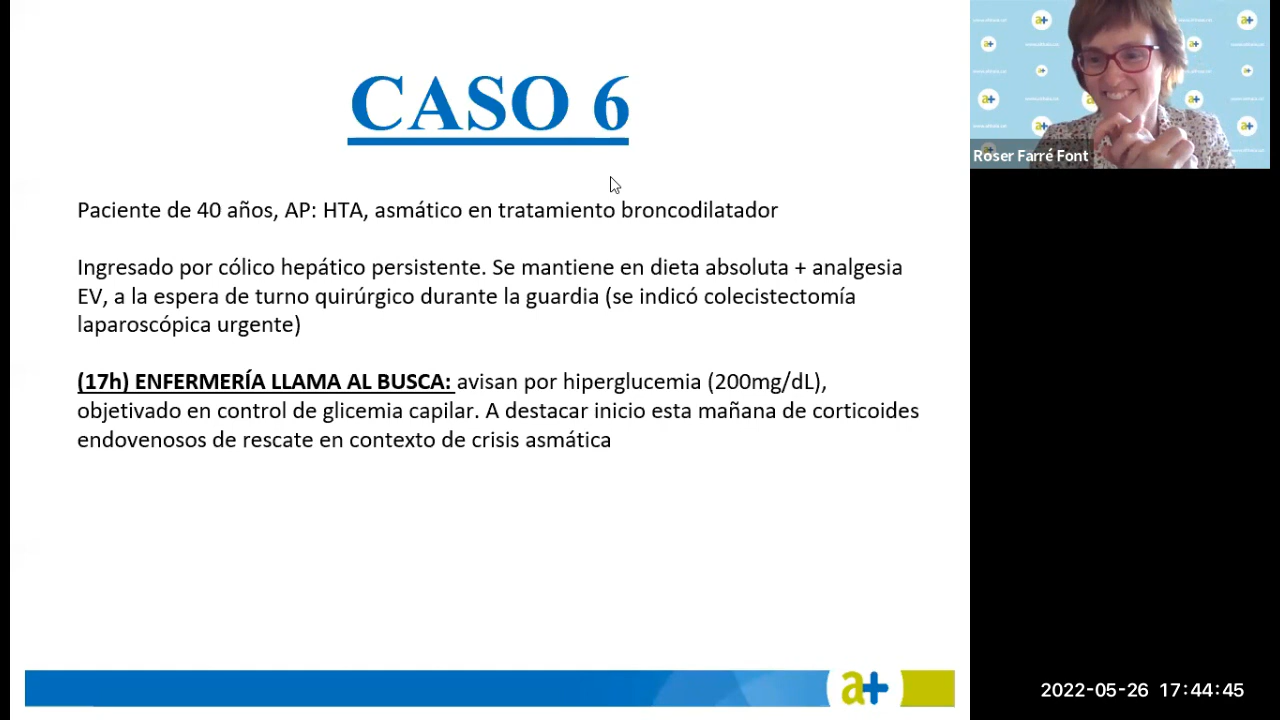 CASO 6
Paciente de 40 años, AP: HTA, asmático en tratamiento broncodilatador
Ingresado por cólico hepático persistente. Se mantiene en dieta absoluta + analgesia
EV, a la espera de turno quirúrgico durante la guardia (se indicó colecistectomía
laparoscópica urgente)
(17h) ENFERMERÍA LLAMA AL BUSCA: avisan por hiperglucemia (200mg/dL),
objetivado en control de glicemia capilar. A destacar inicio esta mañana de corticoides
endovenosos de rescate en contexto de crisis asmática
a+
Roser Farré Font
2022-05-26 17:44:45